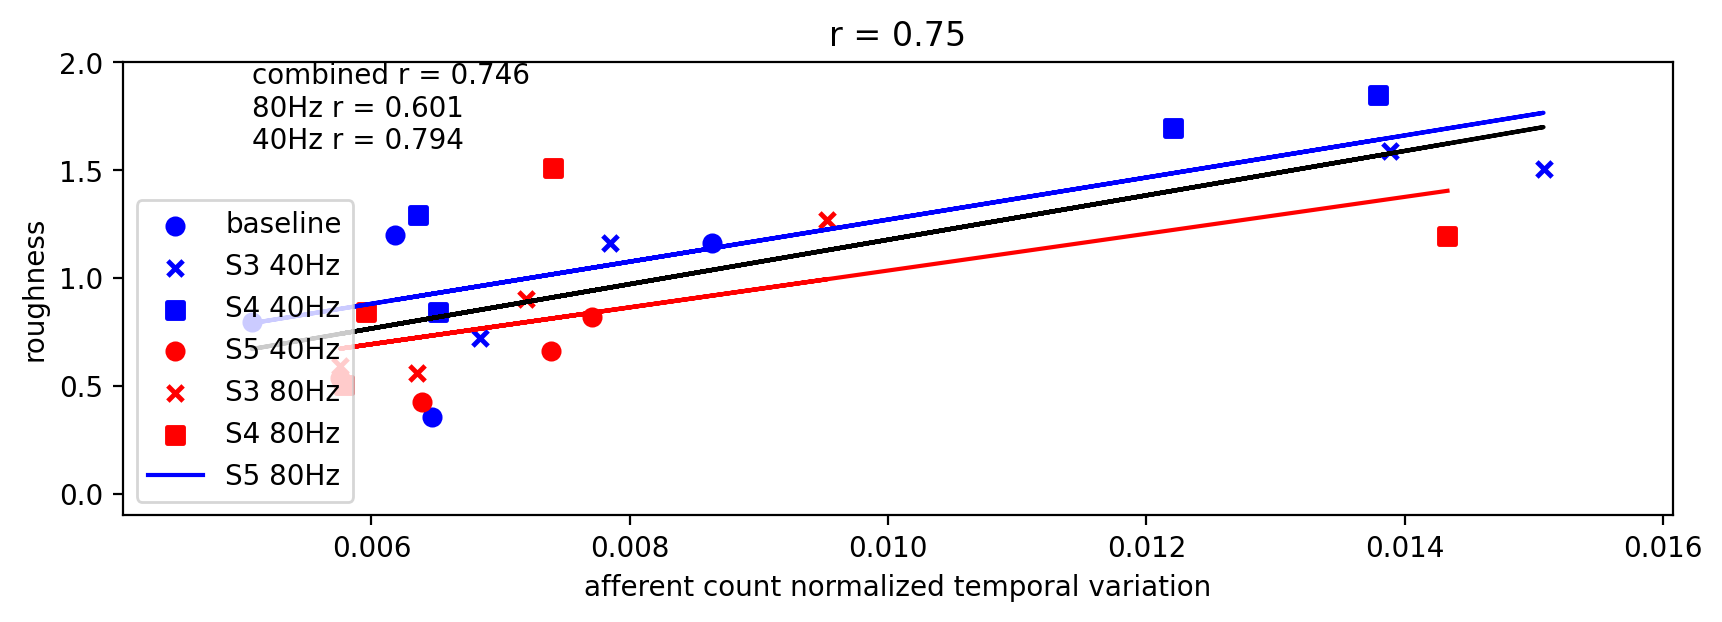 r = 0.75
combined r = 0.746
80Hz r = 0.601
40Hz r = 0.794
2.0
1.5
1.0
0.5
0.0
roughness
baseline
S3 40Hz
S4 40Hz
S5 40Hz
S3 80Hz
S4 80Hz
S5 80Hz
0.006 0.008 0.010 0.012 0.014 0.016
afferent count normalized temporal variation